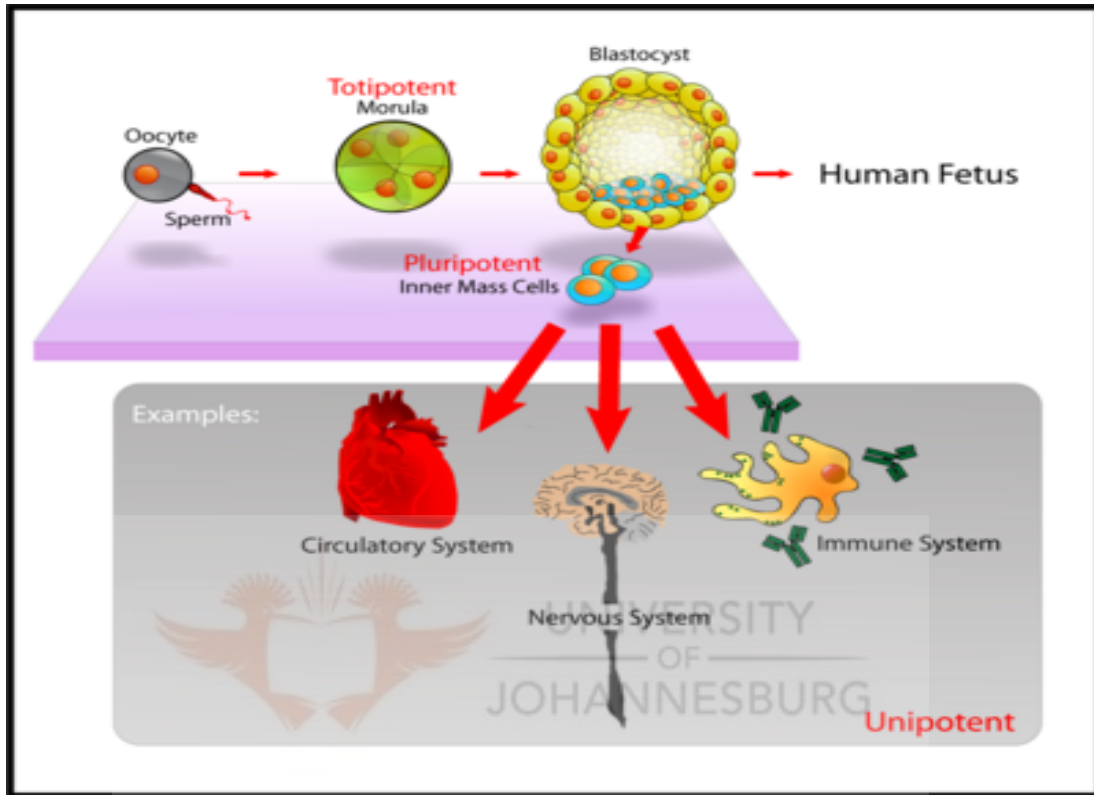 Blastocyst
Totipotent
Morula
Oocyte
Human Fetus
Sperm
Pluripotent
Inner Mass Cells
Examples:
Circulatory System
Immune System
Nervous System
UNIVERSITY
OF
JOHANNESBURG
Unipotent